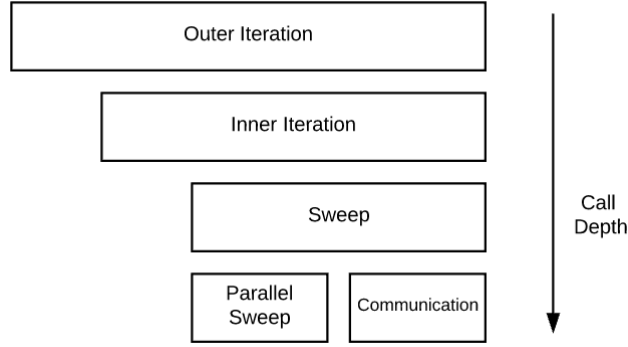 Outer Iteration
Inner Iteration
Sweep
Call
Depth
Parallel
Sweep
Communication